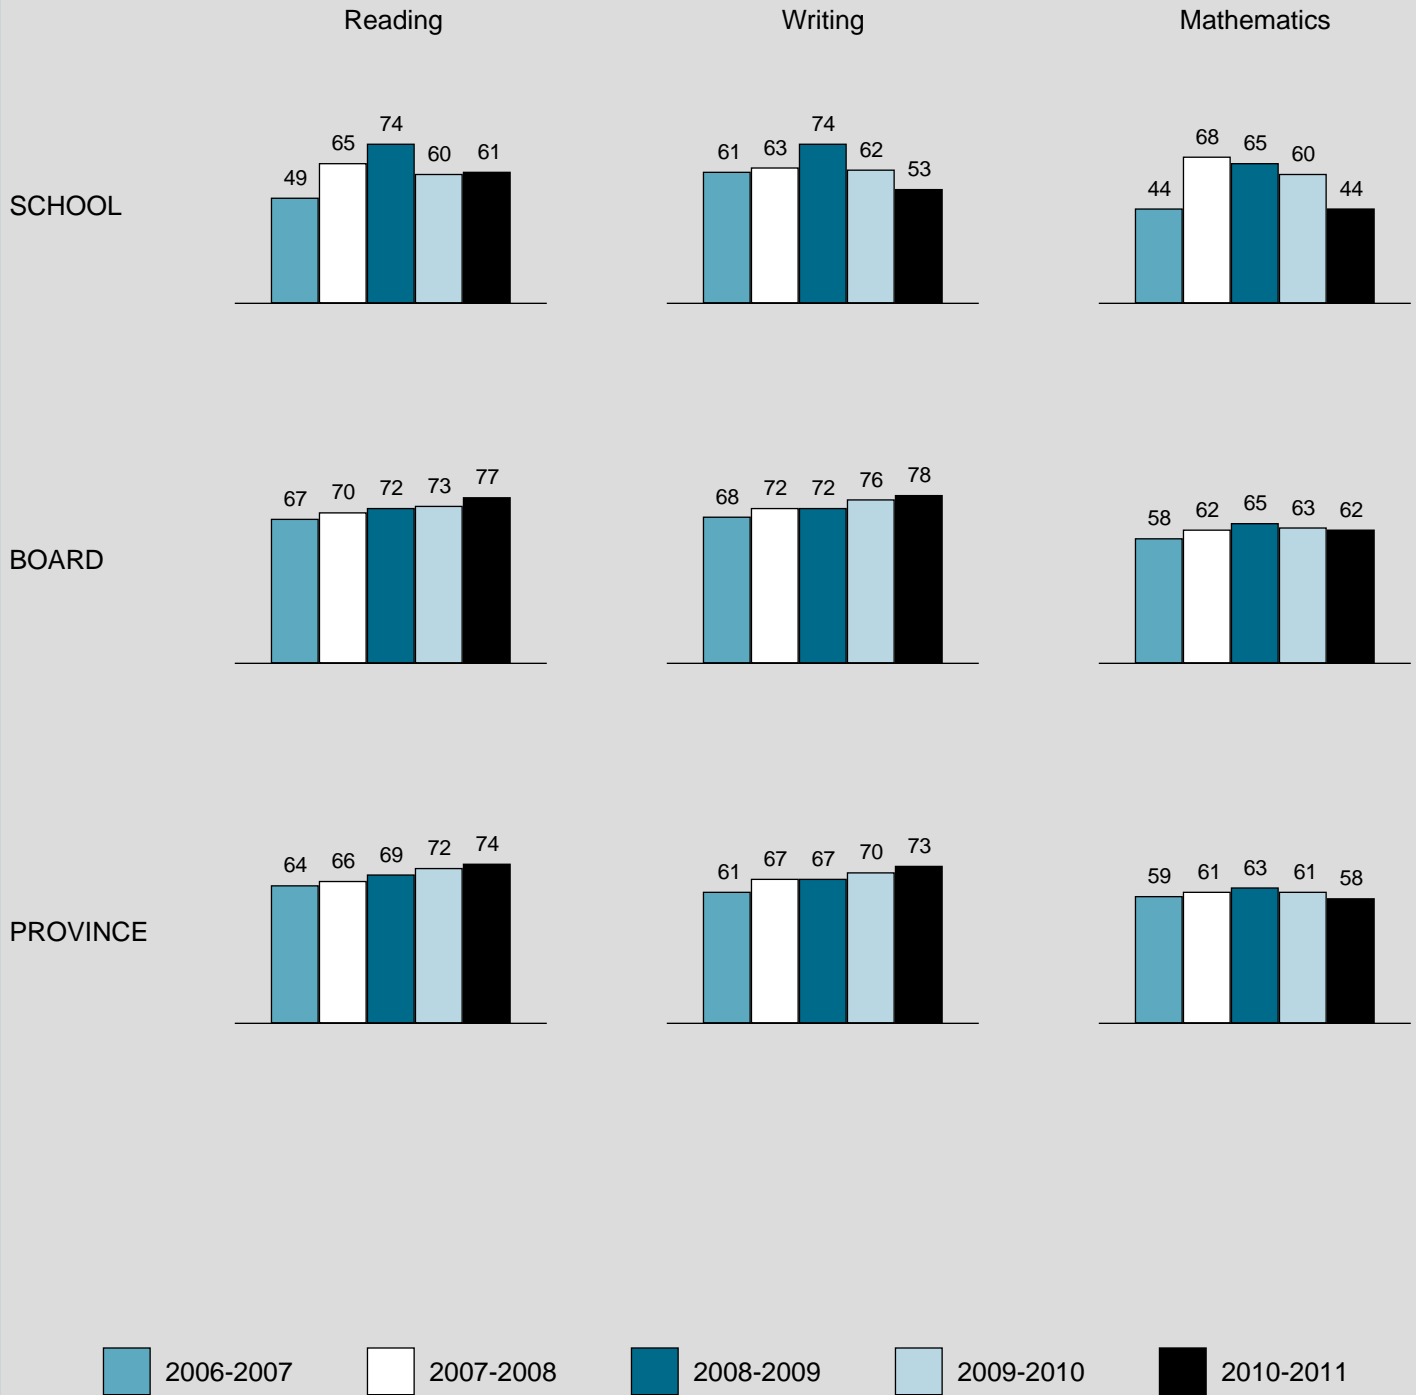 Reading Writing Mathematics
SCHOOL
49 65 74 60 61
61 63 74 62 53
44 68 65 60 44
BOARD
67 70 72 73 77
68 72 72 76 78
58 62 65 63 62
PROVINCE
64 66 69 72 74
61 67 67 70 73
59 61 63 61 58
2006-2007 2007-2008 2008-2009 2009-2010 2010-2011